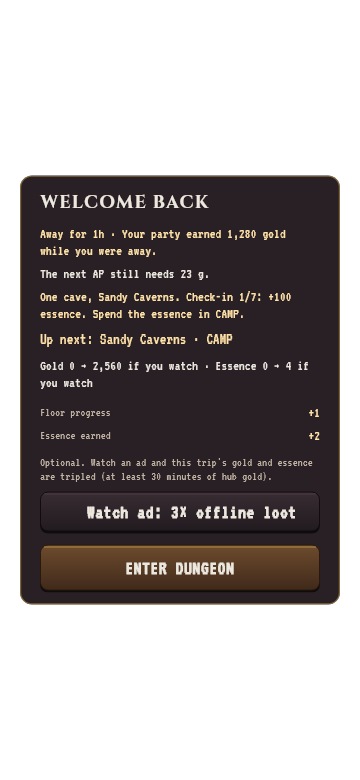 WELCOME BACK
Away for 1h · Your party earned 1,280 gold
while you were away.
The next AP still needs 23 g.
One cave, Sandy Caverns. Check-in 1/7: +100
essence. Spend the essence in CAMP.
Up next: Sandy Caverns · CAMP
Gold 0 → 2,560 if you watch · Essence 0 → 4 if
you watch
Floor progress +1
Essence earned +2
Optional. Watch an ad and this trip's gold and essence
are tripled (at least 30 minutes of hub gold).
Watch ad: 3X offline loot
ENTER DUNGEON